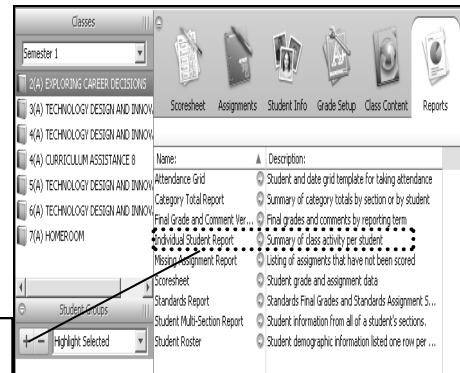 Classes
Semester 1
2(A) EXPLORING CAREER DECISIONS
3(A) TECHNOLOGY DESIGN AND INNOV
4(A) TECHNOLOGY DESIGN AND INNOV
4(A) CURRICULUM ASSISTANCE 8
5(A) TECHNOLOGY DESIGN AND INNOV
6(A) TECHNOLOGY DESIGN AND INNOV
7(A) HOMEROOM
Student Groups
Highlight Selected
Scoresheet Assignments Student Info Grade Setup Class Content Reports
Name: Description:
Attendance Grid Student and date grid template for taking attendance
Category Total Report Summary of category totals by section or by student
Final Grade and Comment Ver... Final grades and comments by reporting term
Individual Student Report Summary of class activity per student
Missing Assignment Report Listing of assigments that have not been scored
Scoresheet Student grade and assignment data
Standards Report Standards Final Grades and Standards Assignment S...
Student Multi-Section Report Student information from all of a student's sections.
Student Roster Student demographic information listed one row per ...